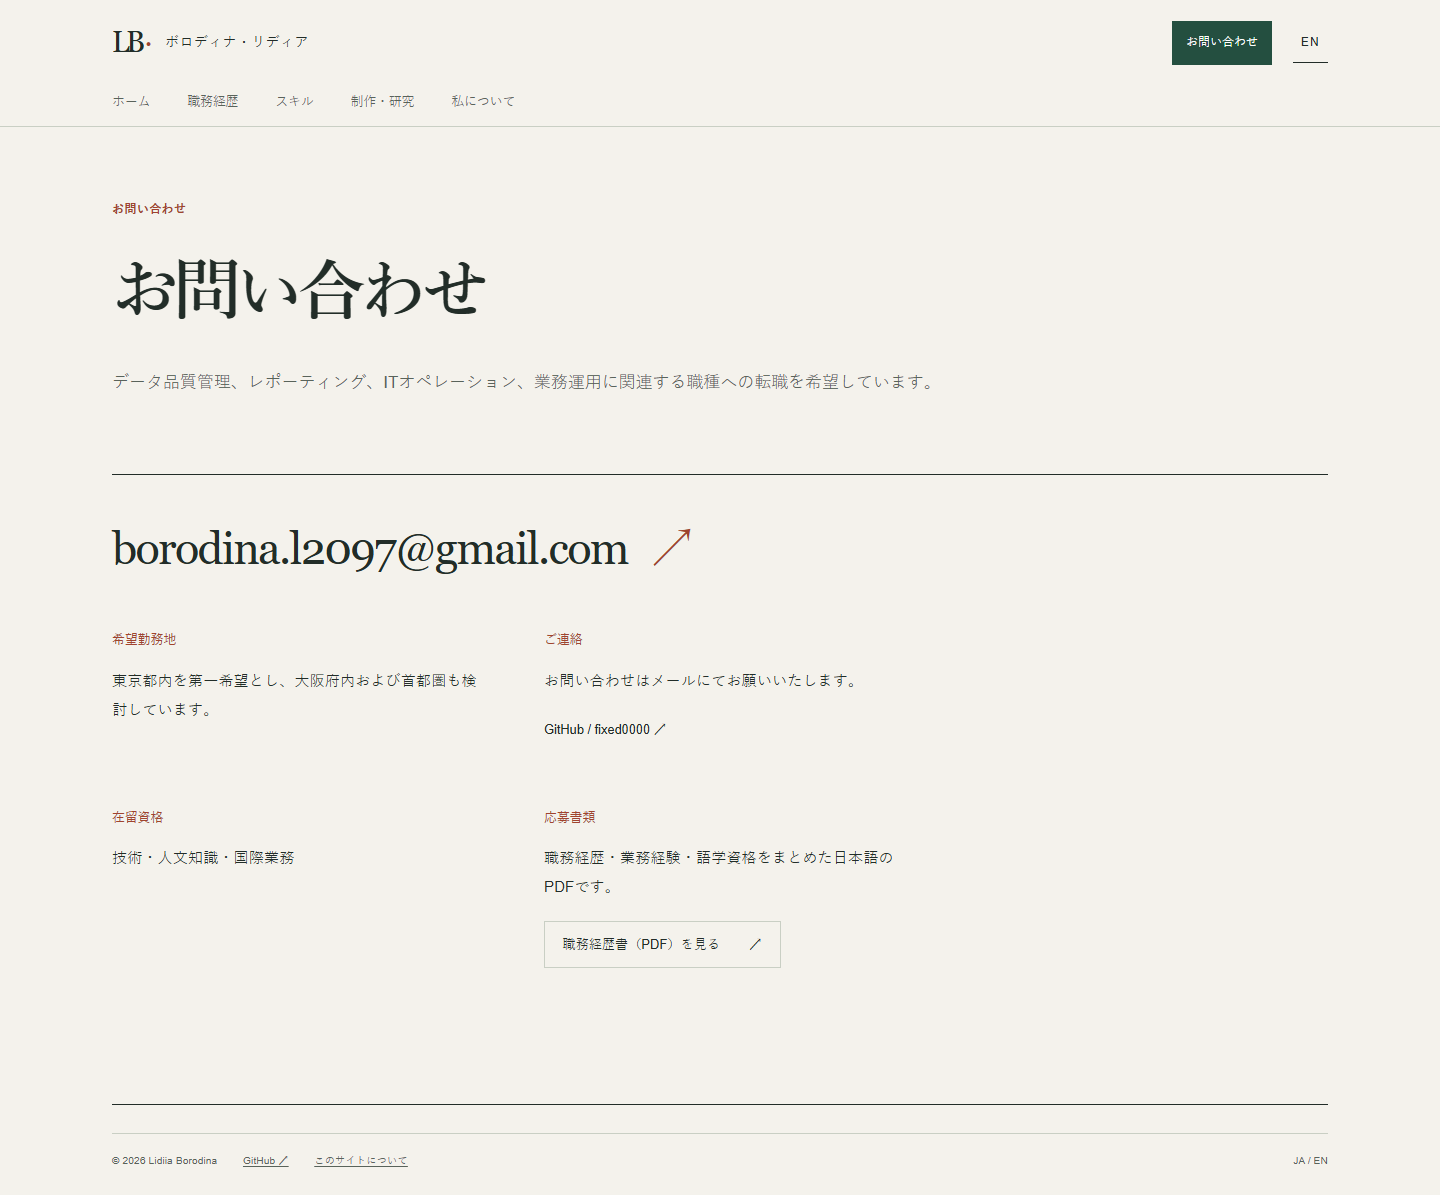 LB· ボロディナ・リディア
お問い合わせ
EN
ホーム 職務経歴 スキル 制作・研究 私について
お問い合わせ
お問い合わせ
データ品質管理、レポーティング、ITオペレーション、業務運用に関連する職種への転職を希望しています。
borodina.l2097@gmail.com ↗
希望勤務地
東京都内を第一希望とし、大阪府内および首都圏も検
討しています。
ご連絡
お問い合わせはメールにてお願いいたします。
GitHub / fixed0000 ↗
在留資格
技術・人文知識・国際業務
応募書類
職務経歴・業務経験・語学資格をまとめた日本語の
PDFです。
職務経歴書（PDF）を見る ↗
© 2026 Lidiia Borodina GitHub ↗ このサイトについて JA / EN